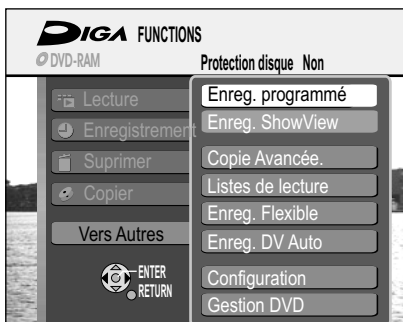 DIGA FUNCTIONS
DVD-RAM
Protection disque Non
Lecture
Enregistrement
Suprimer
Copier
Vers Autres
ENTER
RETURN
Enreg. programmé
Enreg. ShowView
Copie Avancée.
Listes de lecture
Enreg. Flexible
Enreg. DV Auto
Configuration
Gestion DVD